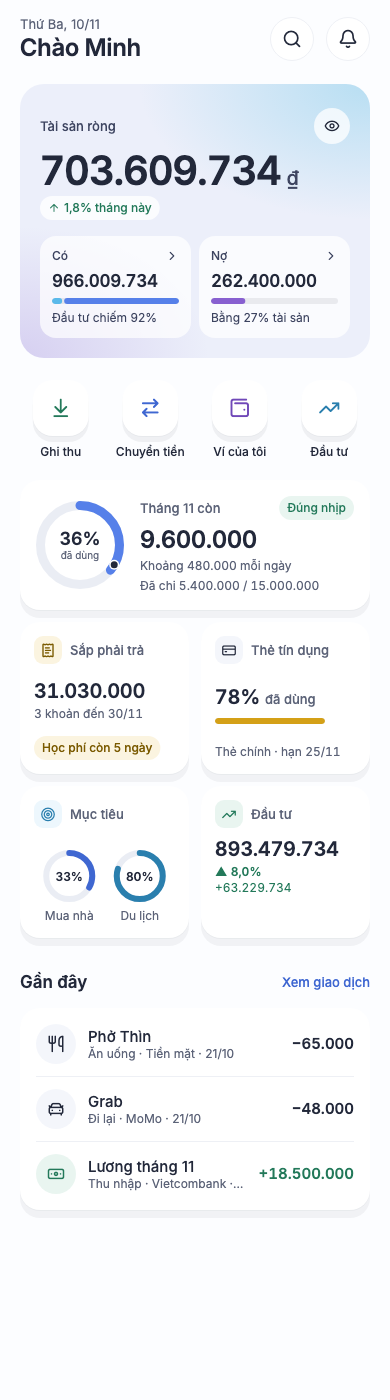 Thứ Ba, 10/11
Chào Minh
Tài sản ròng
703.609.734 ₫
1,8% tháng này
Có
966.009.734
Đầu tư chiếm 92%
Nợ
262.400.000
Bằng 27% tài sản
Ghi thu
Chuyển tiền
Ví của tôi
Đầu tư
36%
đã dùng
Tháng 11 còn
Đúng nhịp
9.600.000
Khoảng 480.000 mỗi ngày
Đã chi 5.400.000 / 15.000.000
Sắp phải trả
31.030.000
3 khoản đến 30/11
Học phí còn 5 ngày
Thẻ tín dụng
78% đã dùng
Thẻ chính · hạn 25/11
Mục tiêu
33%
Mua nhà
80%
Du lịch
Đầu tư
893.479.734
▲ 8,0%
+63.229.734
Gần đây
Xem giao dịch
Phở Thìn
Ăn uống · Tiền mặt · 21/10
−65.000
Grab
Đi lại · MoMo · 21/10
−48.000
Lương tháng 11
Thu nhập · Vietcombank ·...
+18.500.000